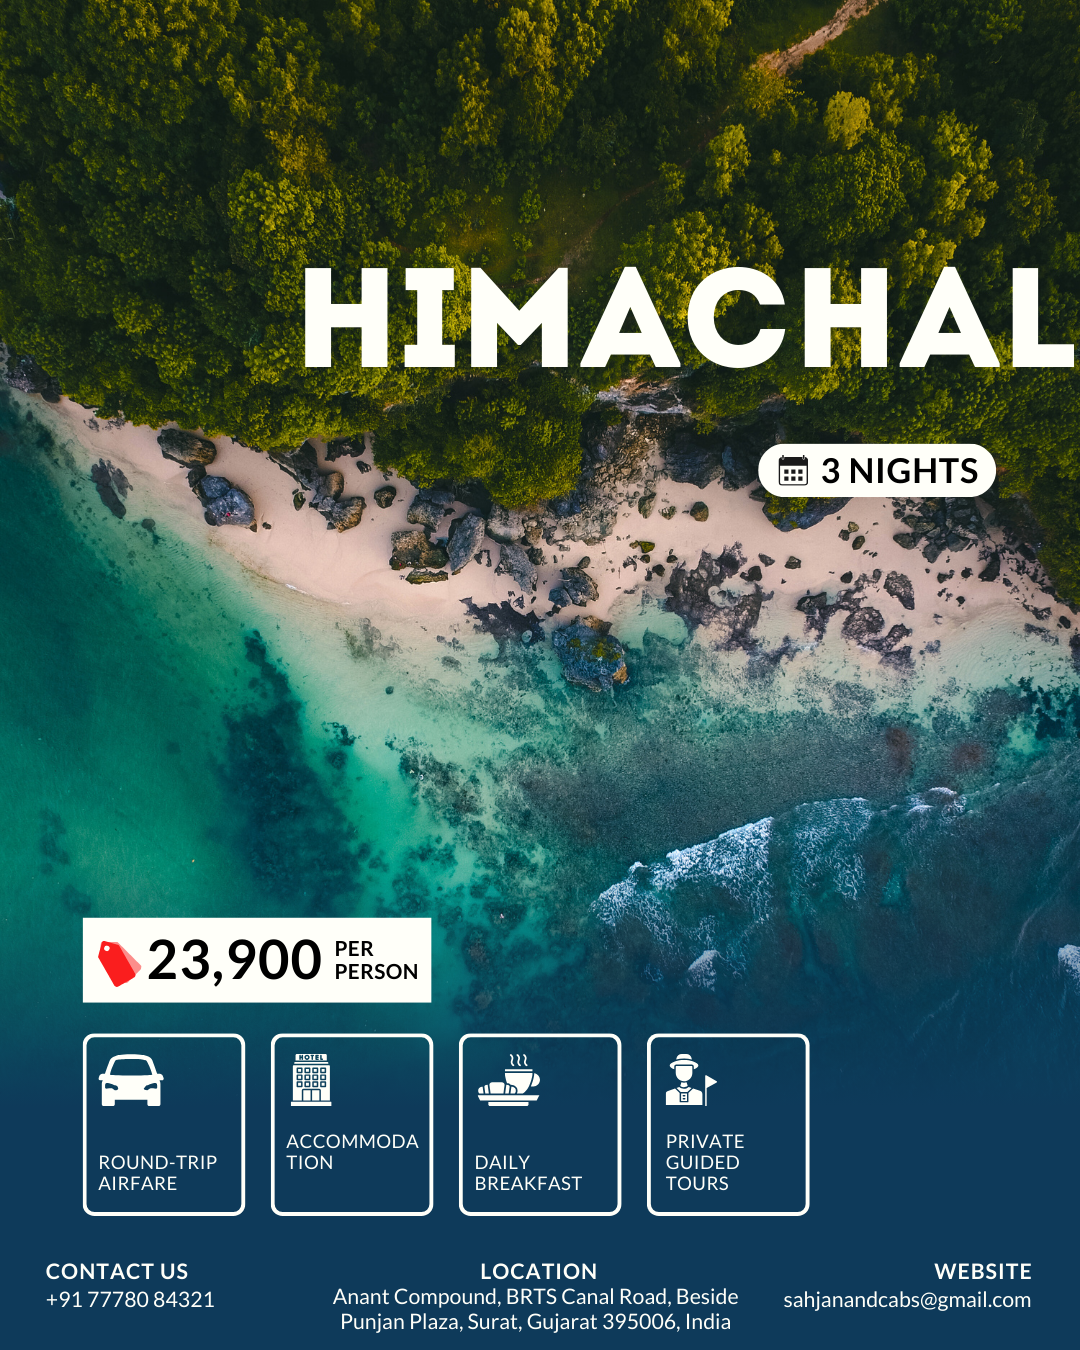 HIMACHAL
3 NIGHTS
23,900 PER
PERSON
ROUND-TRIP
AIRFARE
HOTEL
ACCOMMODA
TION
DAILY
BREAKFAST
PRIVATE
GUIDED
TOURS
CONTACT US
+91 77780 84321
LOCATION
Anant Compound, BRTS Canal Road, Beside
Punjan Plaza, Surat, Gujarat 395006, India
WEBSITE
sahjanandcabs@gmail.com